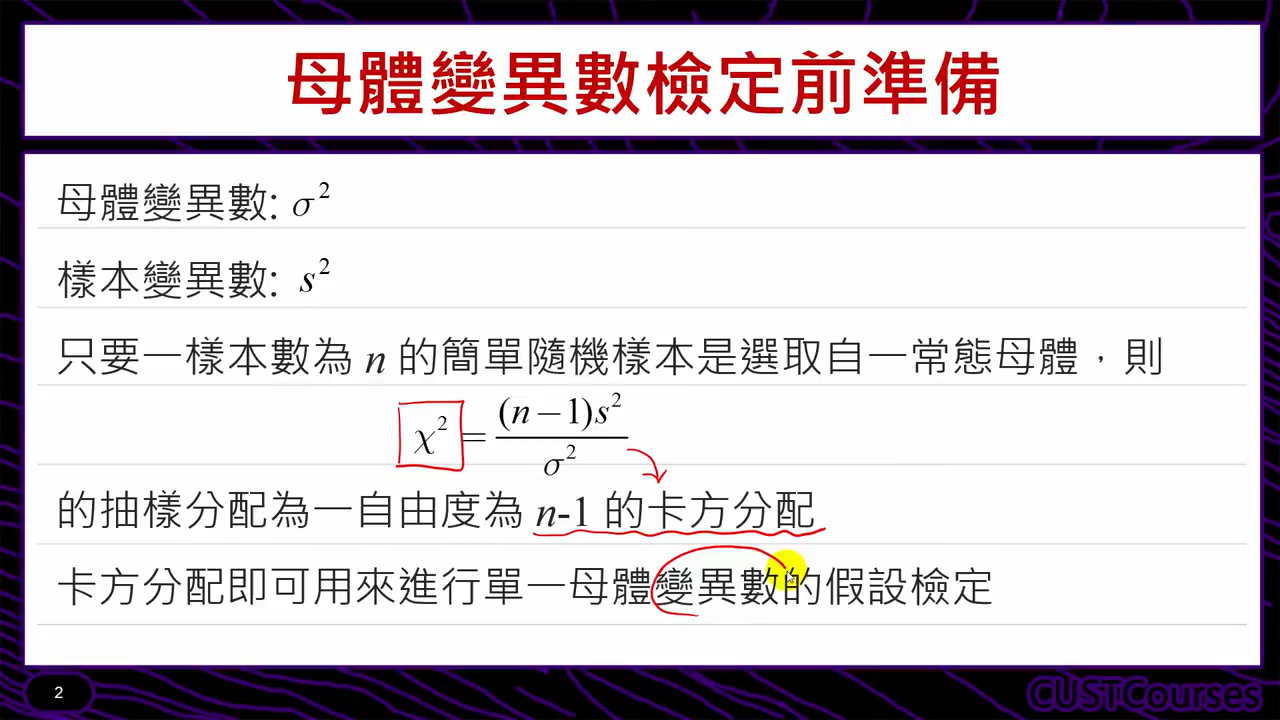 母體變異數檢定前準備
母體變異數: σ²
樣本變異數: s²
只要一樣本數為 n 的簡單隨機樣本是選取自一常態母體，則
χ² = (n − 1)s² / σ²
的抽樣分配為一自由度為 n-1 的卡方分配
卡方分配即可用來進行單一母體變異數的假設檢定
2
CUSTCourses